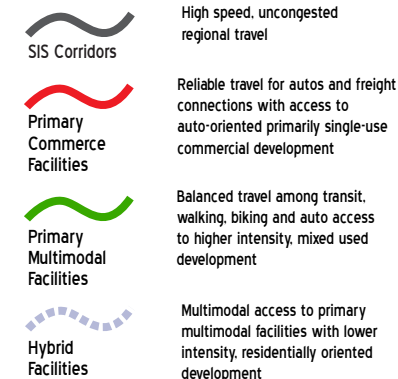 High speed, uncongested
regional travel
SIS Corridors
Reliable travel for autos and freight
connections with access to
auto-oriented primarily single-use
commercial development
Primary
Commerce
Facilities
Balanced travel among transit,
walking, biking and auto access
to higher intensity, mixed used
development
Primary
Multimodal
Facilities
Multimodal access to primary
multimodal facilities with lower
intensity, residentially oriented
development
Hybrid
Facilities